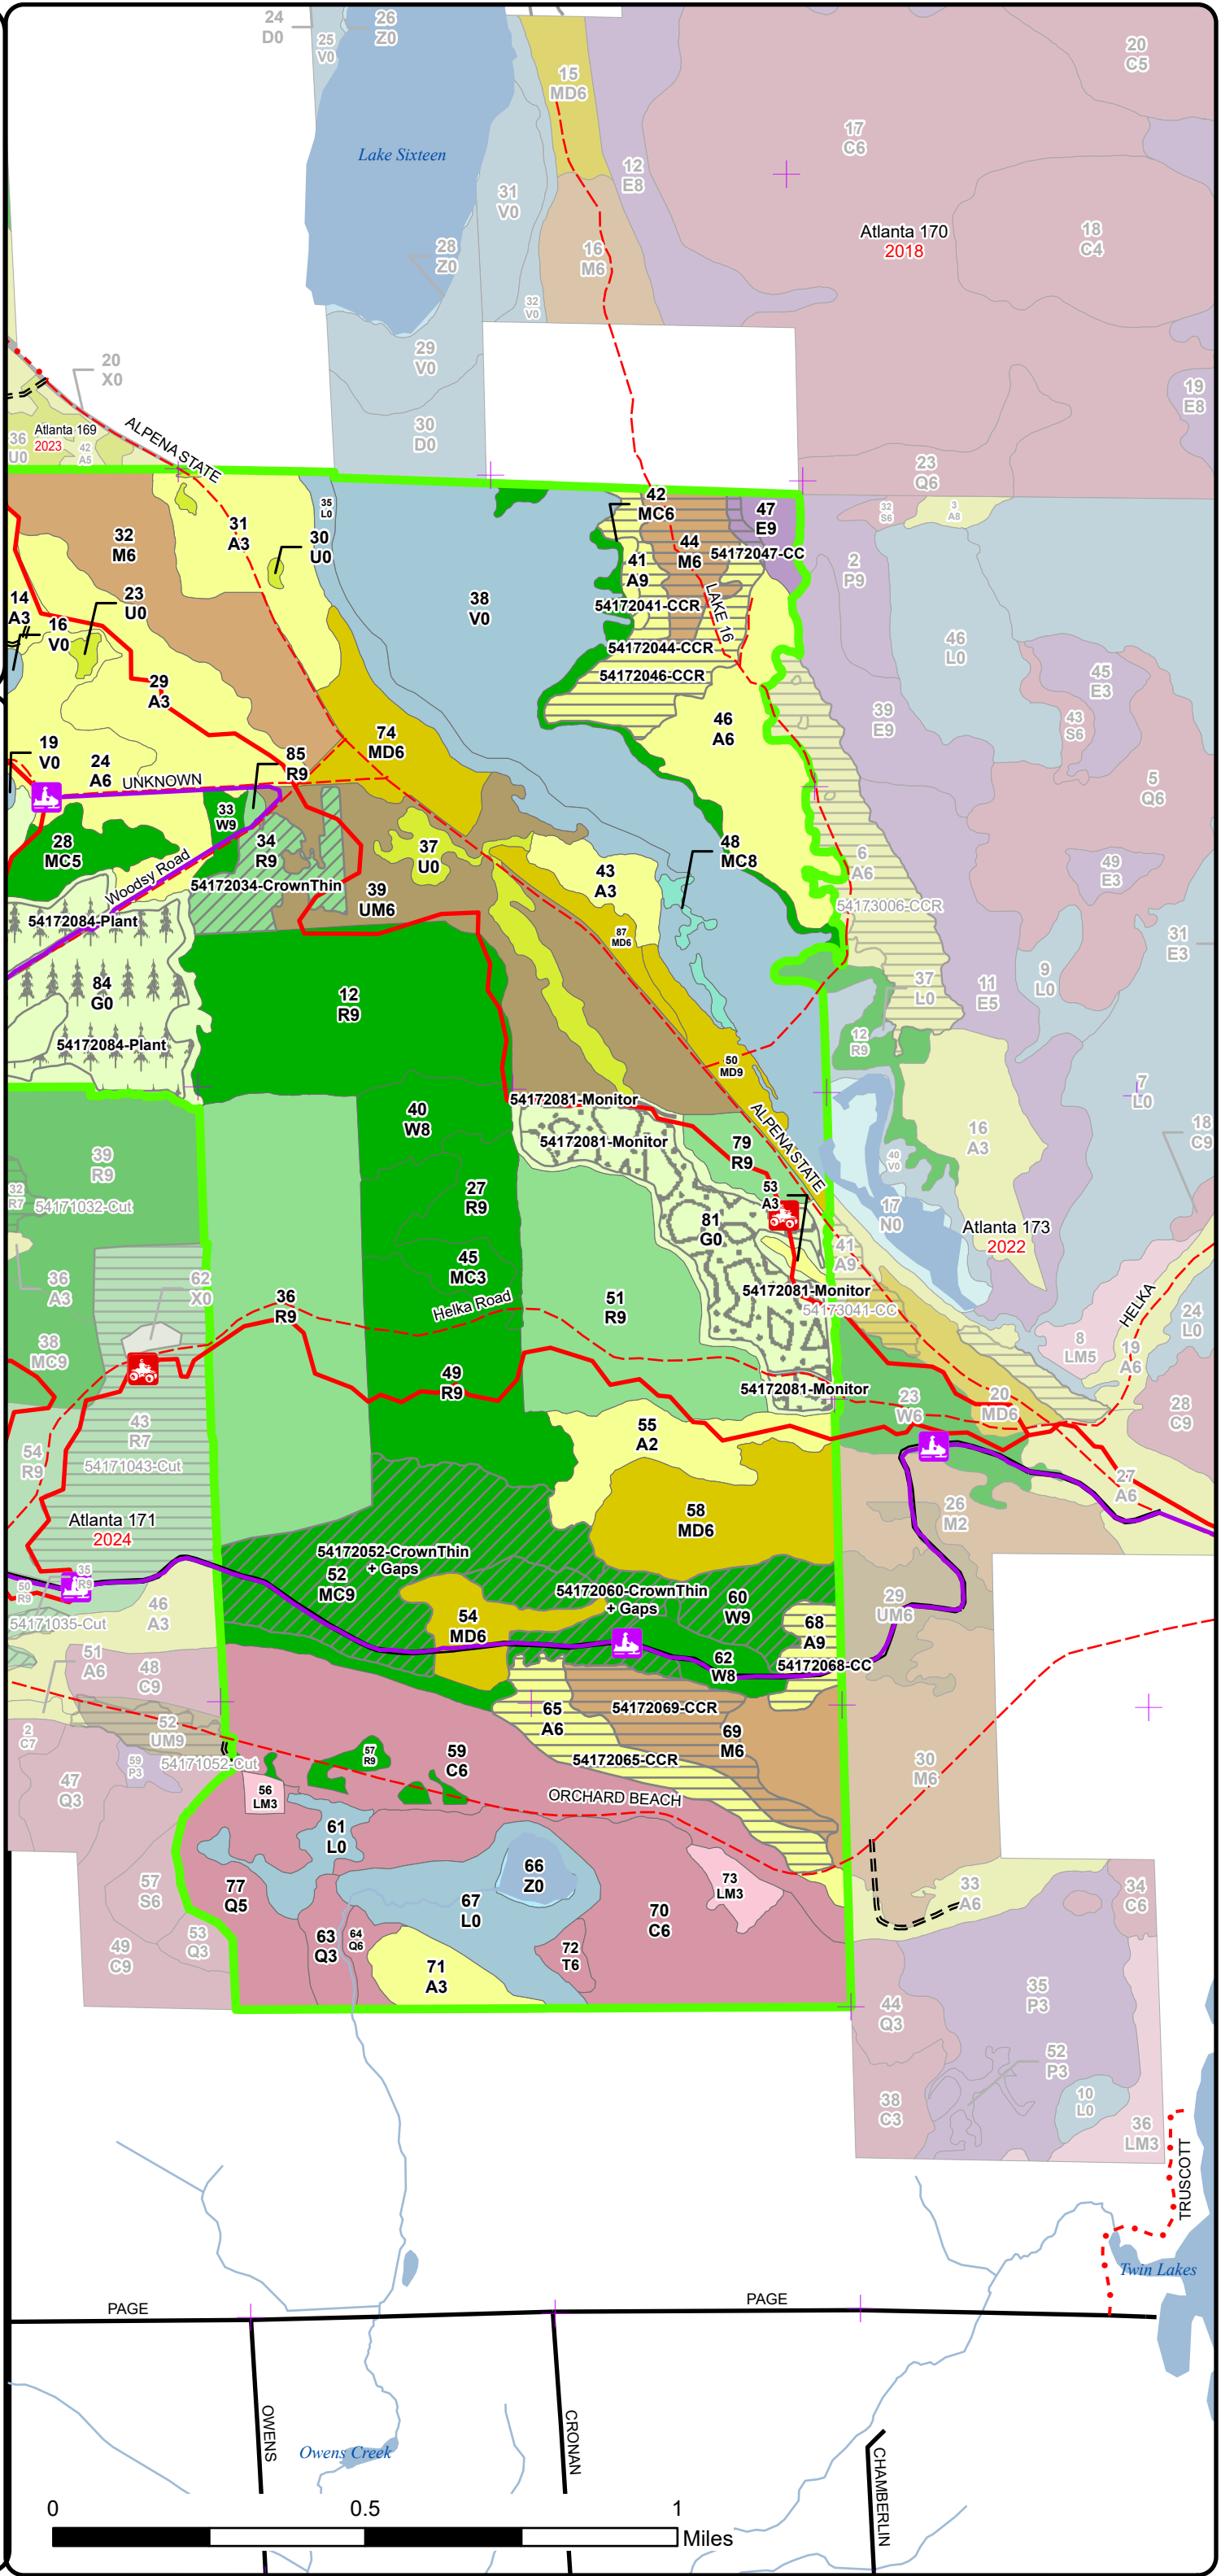 24
D0
25
V0
26
Z0
15
MD6
20
C5
Lake Sixteen
12
E8
17
C6
31
V0
Atlanta 170
2018
18
C4
28
Z0
16
M6
32
V0
29
V0
20
X0
19
E8
30
D0
36
U0
Atlanta 169
2023
42
A5
ALPENA STATE
23
Q6
32
M6
31
A3
35
L0
30
U0
42
MC6
47
E9
32
S6
3
A8
44
M6
54172047-CC
41
A9
2
P9
14
A3
16
V0
23
U0
38
V0
54172041-CCR
LAKE 16
54172044-CCR
54172046-CCR
46
L0
45
E3
29
A3
39
E9
43
S6
46
A6
74
MD6
19
V0
24
A6
UNKNOWN
85
R9
5
Q6
33
W9
28
MC5
34
R9
Woodsy Road
37
U0
48
MC8
6
A6
49
E3
43
A3
54172034-CrownThin
39
UM6
54173006-CCR
54172084-Plant
87
MD6
31
E3
84
G0
12
R9
37
L0
11
E5
9
L0
54172084-Plant
12
R9
50
MD9
7
L0
54172081-Monitor
40
W8
54172081-Monitor
ALPENA STATE
79
R9
16
A3
18
C9
39
R9
40
V0
32
R7
54171032-Cut
27
R9
53
A3
17
N0
81
G0
Atlanta 173
2022
41
A9
36
A3
62
X0
45
MC3
54172081-Monitor
Helka Road
36
R9
51
R9
54173041-CC
HELKA
24
L0
38
MC9
8
LM5
19
A6
49
R9
54172081-Monitor
23
W6
20
MD6
28
C9
43
R7
55
A2
54
R9
54171043-Cut
27
A6
58
MD6
26
M2
Atlanta 171
2024
54172052-CrownThin
+ Gaps
52
MC9
35
R9
50
R9
54172060-CrownThin
+ Gaps
60
W9
29
UM6
46
A3
54171035-Cut
54
MD6
68
A9
51
A6
48
C9
62
W8
54172068-CC
65
A6
54172069-CCR
52
UM9
69
M6
2
C7
57
R9
59
C6
54172065-CCR
59
P3
54171052-Cut
30
M6
47
Q3
56
LM3
ORCHARD BEACH
61
L0
66
Z0
57
S6
77
Q5
73
LM3
33
A6
34
C6
67
L0
70
C6
53
Q3
63
Q3
64
Q6
49
C9
72
T6
71
A3
35
P3
44
Q3
52
P3
10
L0
38
C3
36
LM3
TRUSCOTT
Twin Lakes
PAGE
PAGE
OWENS
CRONAN
Owens Creek
CHAMBERLIN
0
0.5
1
Miles